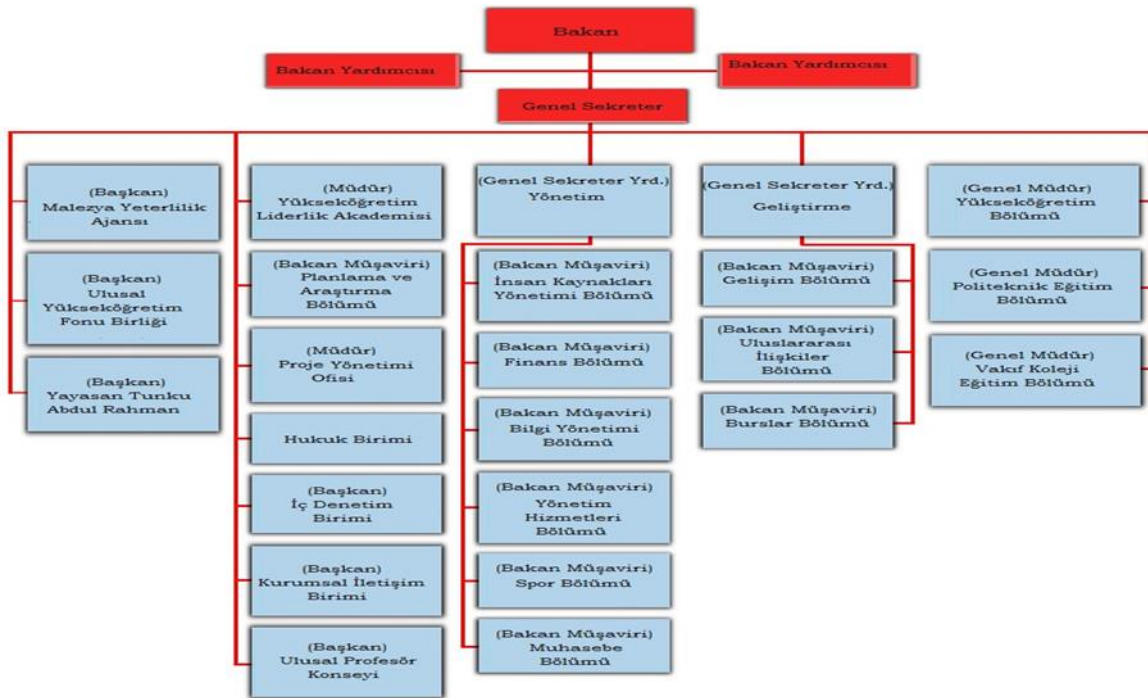 Bakan
Bakan Yardımcısı
Bakan Yardımcısı
Genel Sekreter
(Başkan)
Malezya Yeterlilik
Ajansı
(Başkan)
Ulusal
Yükseköğretim
Fonu Birliği
(Başkan)
Yayasan Tunku
Abdul Rahman
(Müdür)
Yükseköğretim
Liderlik Akademisi
(Bakan Müşaviri)
Planlama ve
Araştırma
Bölümü
(Müdür)
Proje Yönetimi
Ofisi
Hukuk Birimi
(Başkan)
İç Denetim
Birimi
(Başkan)
Kurumsal İletişim
Birimi
(Başkan)
Ulusal Profesör
Konseyi
(Genel Sekreter Yrd.)
Yönetim
(Bakan Müşaviri)
İnsan Kaynakları
Yönetimi Bölümü
(Bakan Müşaviri)
Finans Bölümü
(Bakan Müşaviri)
Bilgi Yönetimi
Bölümü
(Bakan Müşaviri)
Yönetim
Hizmetleri
Bölümü
(Bakan Müşaviri)
Spor Bölümü
(Bakan Müşaviri)
Muhasebe
Bölümü
(Genel Sekreter Yrd.)
Geliştirme
(Bakan Müşaviri)
Gelişim Bölümü
(Bakan Müşaviri)
Uluslararası
İlişkiler
Bölümü
(Bakan Müşaviri)
Burslar Bölümü
(Genel Müdür)
Yükseköğretim
Bölümü
(Genel Müdür)
Politeknik Eğitim
Bölümü
(Genel Müdür)
Vakıf Koleji
Eğitim Bölümü